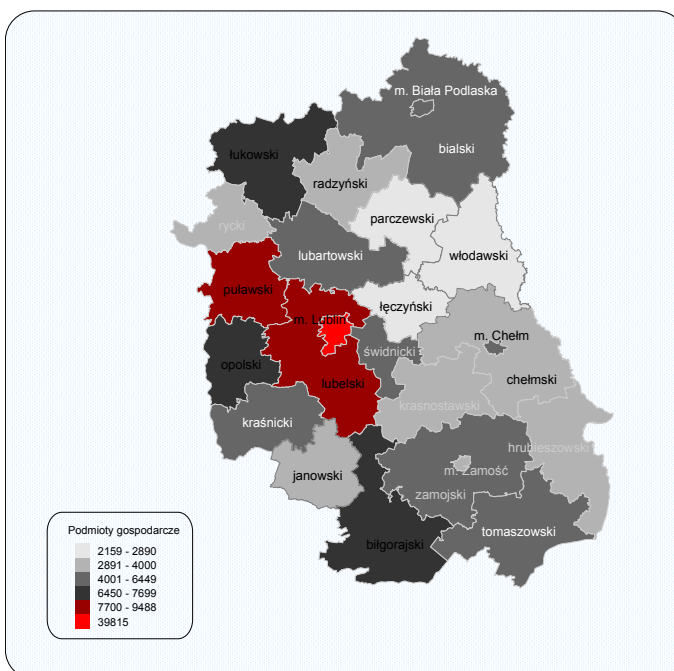 m. Biała Podlaska
bialski
łukowski
radzyński
parczewski
rycki
lubartowski
włodawski
puławski
łęczyński
m. Lublin
m. Chełm
świdnicki
opolski
lubelski
chełmski
krasnostawski
kraśnicki
hrubieszowski
m. Zamość
janowski
zamojski
tomaszowski
biłgorajski
Podmioty gospodarcze
2159 - 2890
2891 - 4000
4001 - 6449
6450 - 7699
7700 - 9488
39815